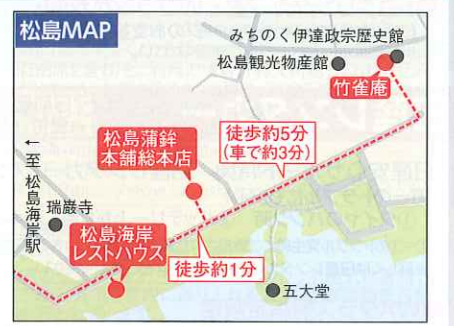 松島MAP
みちのく伊達政宗歴史館
松島観光物産館
竹雀庵
徒歩約5分
(車で約3分)
松島蒲鉾
本舗総本店
←至 松島海岸駅
瑞巌寺
松島海岸
レストハウス
徒歩約1分
五大堂